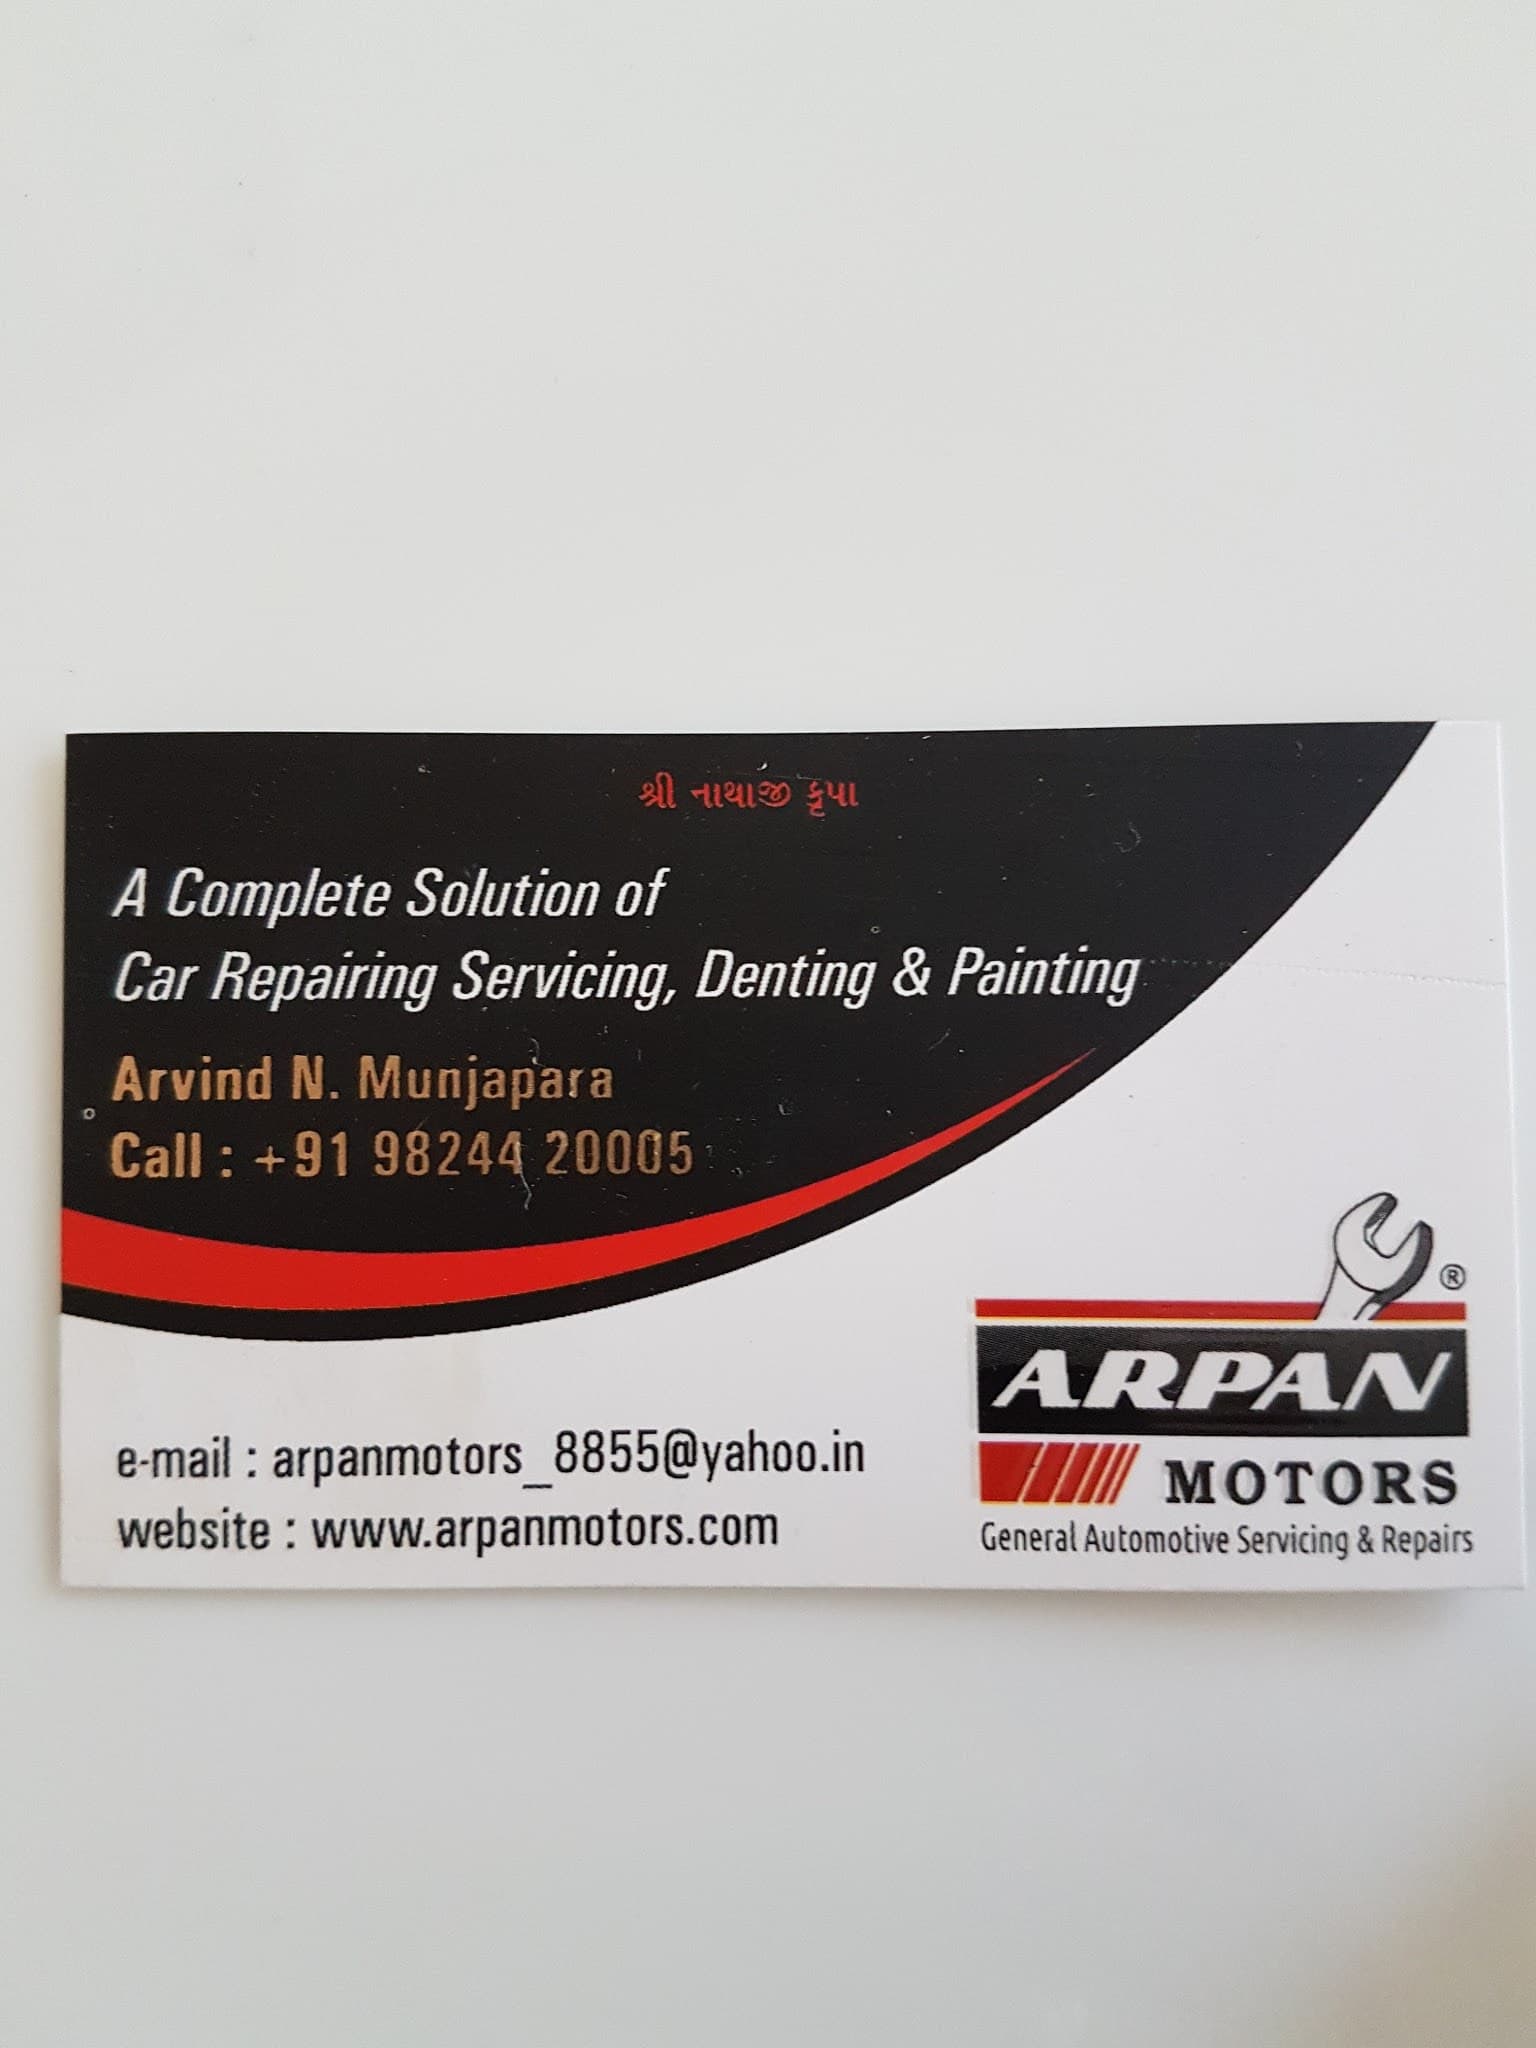 શ્રી નાથાજી કૃપા
A Complete Solution of
Car Repairing Servicing, Denting & Painting
Arvind N. Munjapara
Call : +91 98244 20005
e-mail : arpanmotors_8855@yahoo.in
website : www.arpanmotors.com
®
ARPAN
MOTORS
General Automotive Servicing & Repairs